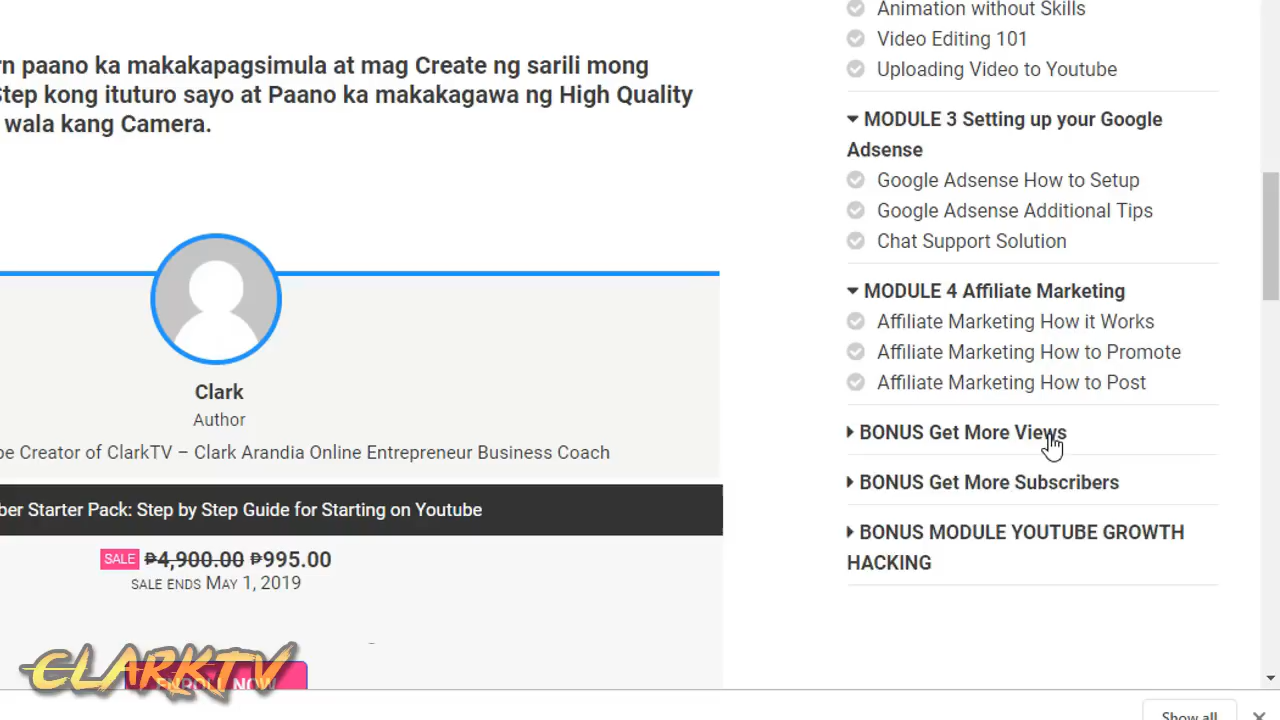 rn paano ka makakapagsimula at mag Create ng sarili mong
Step kong ituturo sayo at Paano ka makakagawa ng High Quality
wala kang Camera.
Clark
Author
be Creator of ClarkTV – Clark Arandia Online Entrepreneur Business Coach
ber Starter Pack: Step by Step Guide for Starting on Youtube
SALE ₱4,900.00 ₱995.00
SALE ENDS MAY 1, 2019
ENROLL NOW
CLARKTV
Animation without Skills
Video Editing 101
Uploading Video to Youtube
MODULE 3 Setting up your Google
Adsense
Google Adsense How to Setup
Google Adsense Additional Tips
Chat Support Solution
MODULE 4 Affiliate Marketing
Affiliate Marketing How it Works
Affiliate Marketing How to Promote
Affiliate Marketing How to Post
BONUS Get More Views
BONUS Get More Subscribers
BONUS MODULE YOUTUBE GROWTH
HACKING
Show all